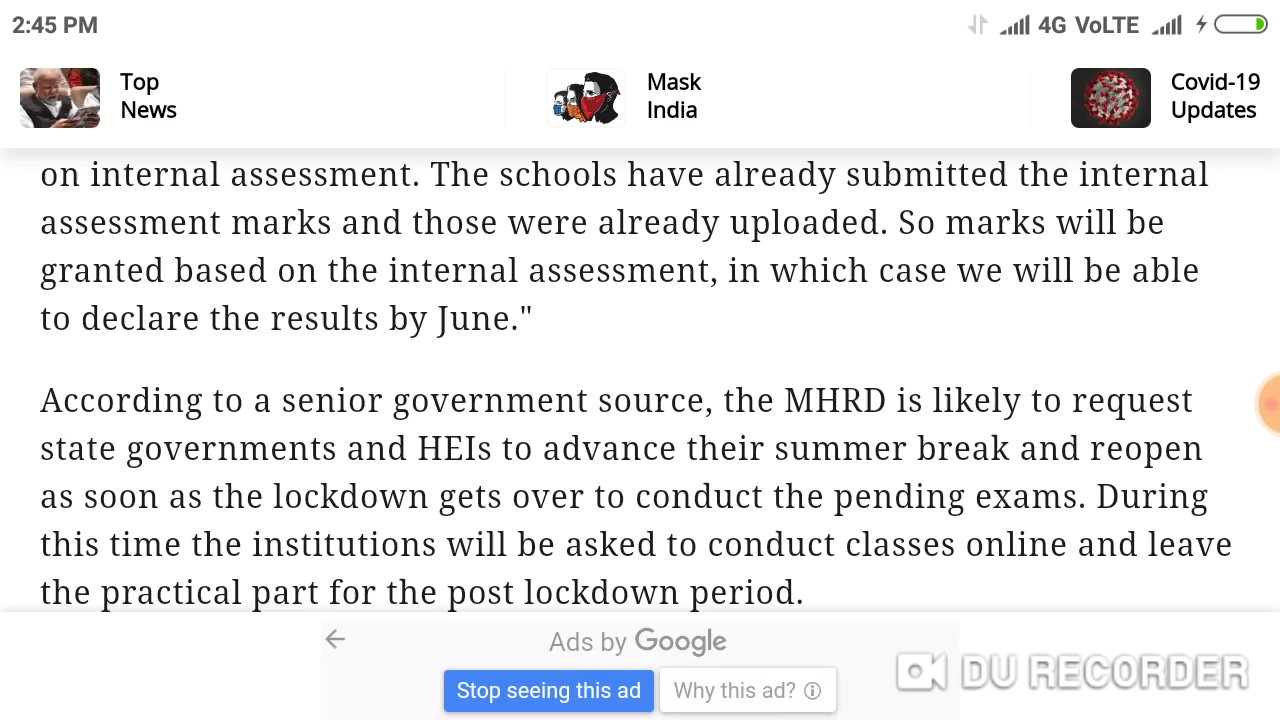 2:45 PM
4G VoLTE
Top
News
Mask
India
Covid-19
Updates
on internal assessment. The schools have already submitted the internal
assessment marks and those were already uploaded. So marks will be
granted based on the internal assessment, in which case we will be able
to declare the results by June."
According to a senior government source, the MHRD is likely to request
state governments and HEIs to advance their summer break and reopen
as soon as the lockdown gets over to conduct the pending exams. During
this time the institutions will be asked to conduct classes online and leave
the practical part for the post lockdown period.
Ads by Google
Stop seeing this ad
Why this ad?
DU RECORDER